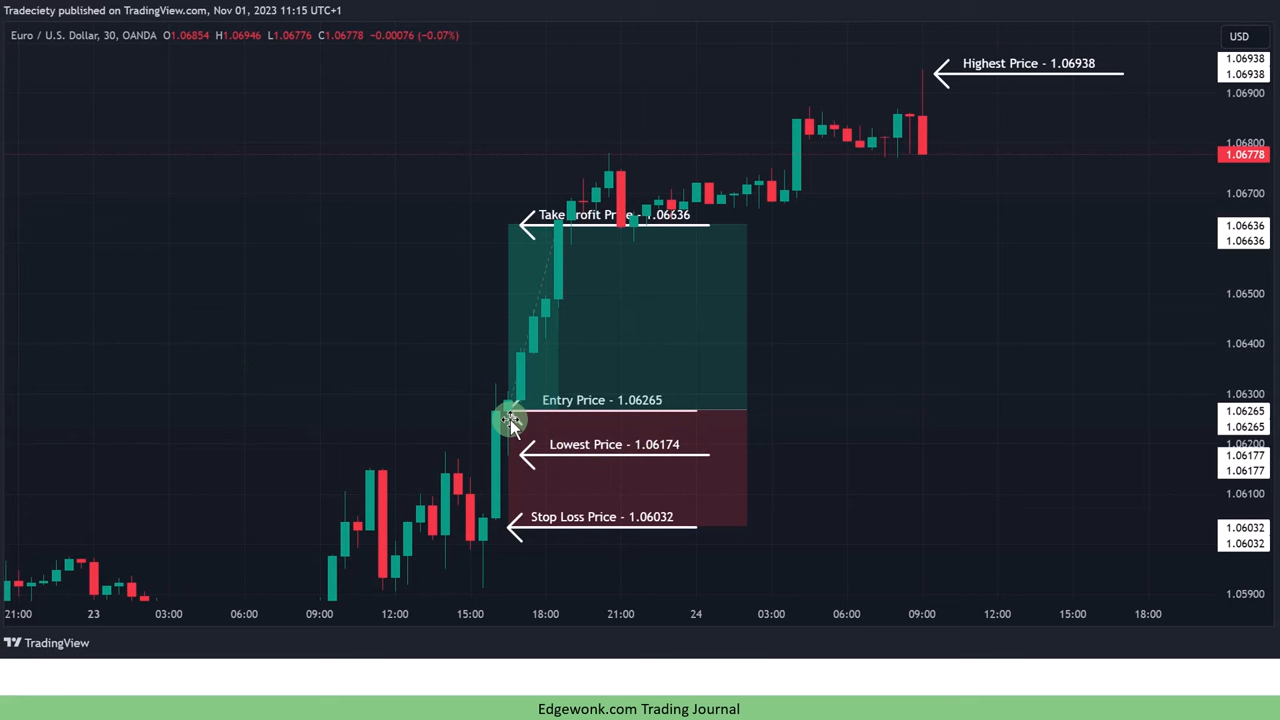 Tradeciety published on TradingView.com, Nov 01, 2023 11:15 UTC+1
Euro / U.S. Dollar, 30, OANDA O1.06854 H1.06946 L1.06776 C1.06778 -0.00076 (-0.07%)
USD
Highest Price - 1.06938
1.06938
1.06938
1.06900
1.06800
1.06778
1.06700
Take Profit Price - 1.06636
1.06636
1.06636
1.06500
1.06400
1.06300
Entry Price - 1.06265
1.06265
1.06265
1.06200
Lowest Price - 1.06174
1.06177
1.06177
1.06100
Stop Loss Price - 1.06032
1.06032
1.06032
1.05900
21:00 23 03:00 06:00 09:00 12:00 15:00 18:00 21:00 24 03:00 06:00 09:00 12:00 15:00 18:00
TradingView
Edgewonk.com Trading Journal